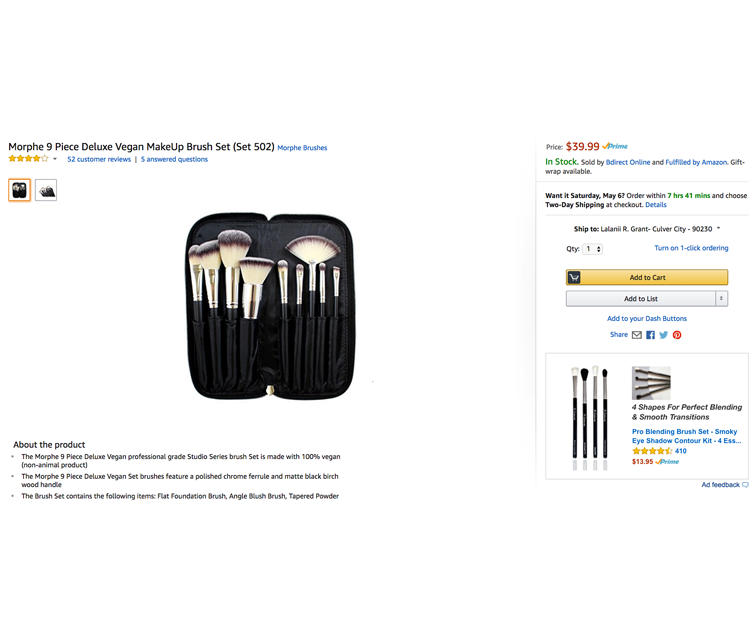 Morphe 9 Piece Deluxe Vegan MakeUp Brush Set (Set 502) Morphe Brushes
52 customer reviews | 5 answered questions
About the product
The Morphe 9 Piece Deluxe Vegan professional grade Studio Series brush Set is made with 100% vegan
(non-animal product)
The Morphe 9 Piece Deluxe Vegan Set brushes feature a polished chrome ferrule and matte black birch
wood handle
The Brush Set contains the following items: Flat Foundation Brush, Angle Blush Brush, Tapered Powder
Price: $39.99 Prime
In Stock. Sold by Bdirect Online and Fulfilled by Amazon. Gift-
wrap available.
Want it Saturday, May 6? Order within 7 hrs 41 mins and choose
Two-Day Shipping at checkout. Details
Ship to: Lalanii R. Grant- Culver City - 90230
Qty: 1 Turn on 1-click ordering
Add to Cart
Add to List
Add to your Dash Buttons
Share
4 Shapes For Perfect Blending
& Smooth Transitions
Pro Blending Brush Set - Smoky
Eye Shadow Contour Kit - 4 Ess...
410
$13.95 Prime
Ad feedback